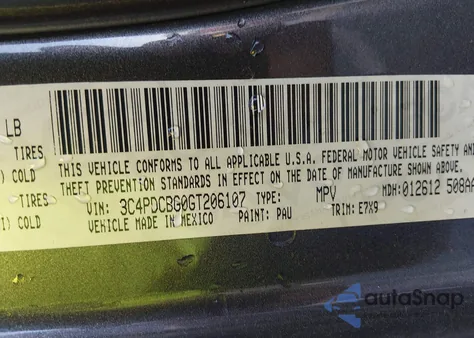 LB
TIRES
) COLD
TIRES
I) COLD
THIS VEHICLE CONFORMS TO ALL APPLICABLE U.S.A. FEDERAL MOTOR VEHICLE SAFETY AND
THEFT PREVENTION STANDARDS IN EFFECT ON THE DATE OF MANUFACTURE SHOWN ABOVE.
VIN: 3C4PDCBG0GT206107 TYPE: MPV MDH:012612 508AA
VEHICLE MADE IN MEXICO PAINT: PAU TRIM: E7X9
autoSnap